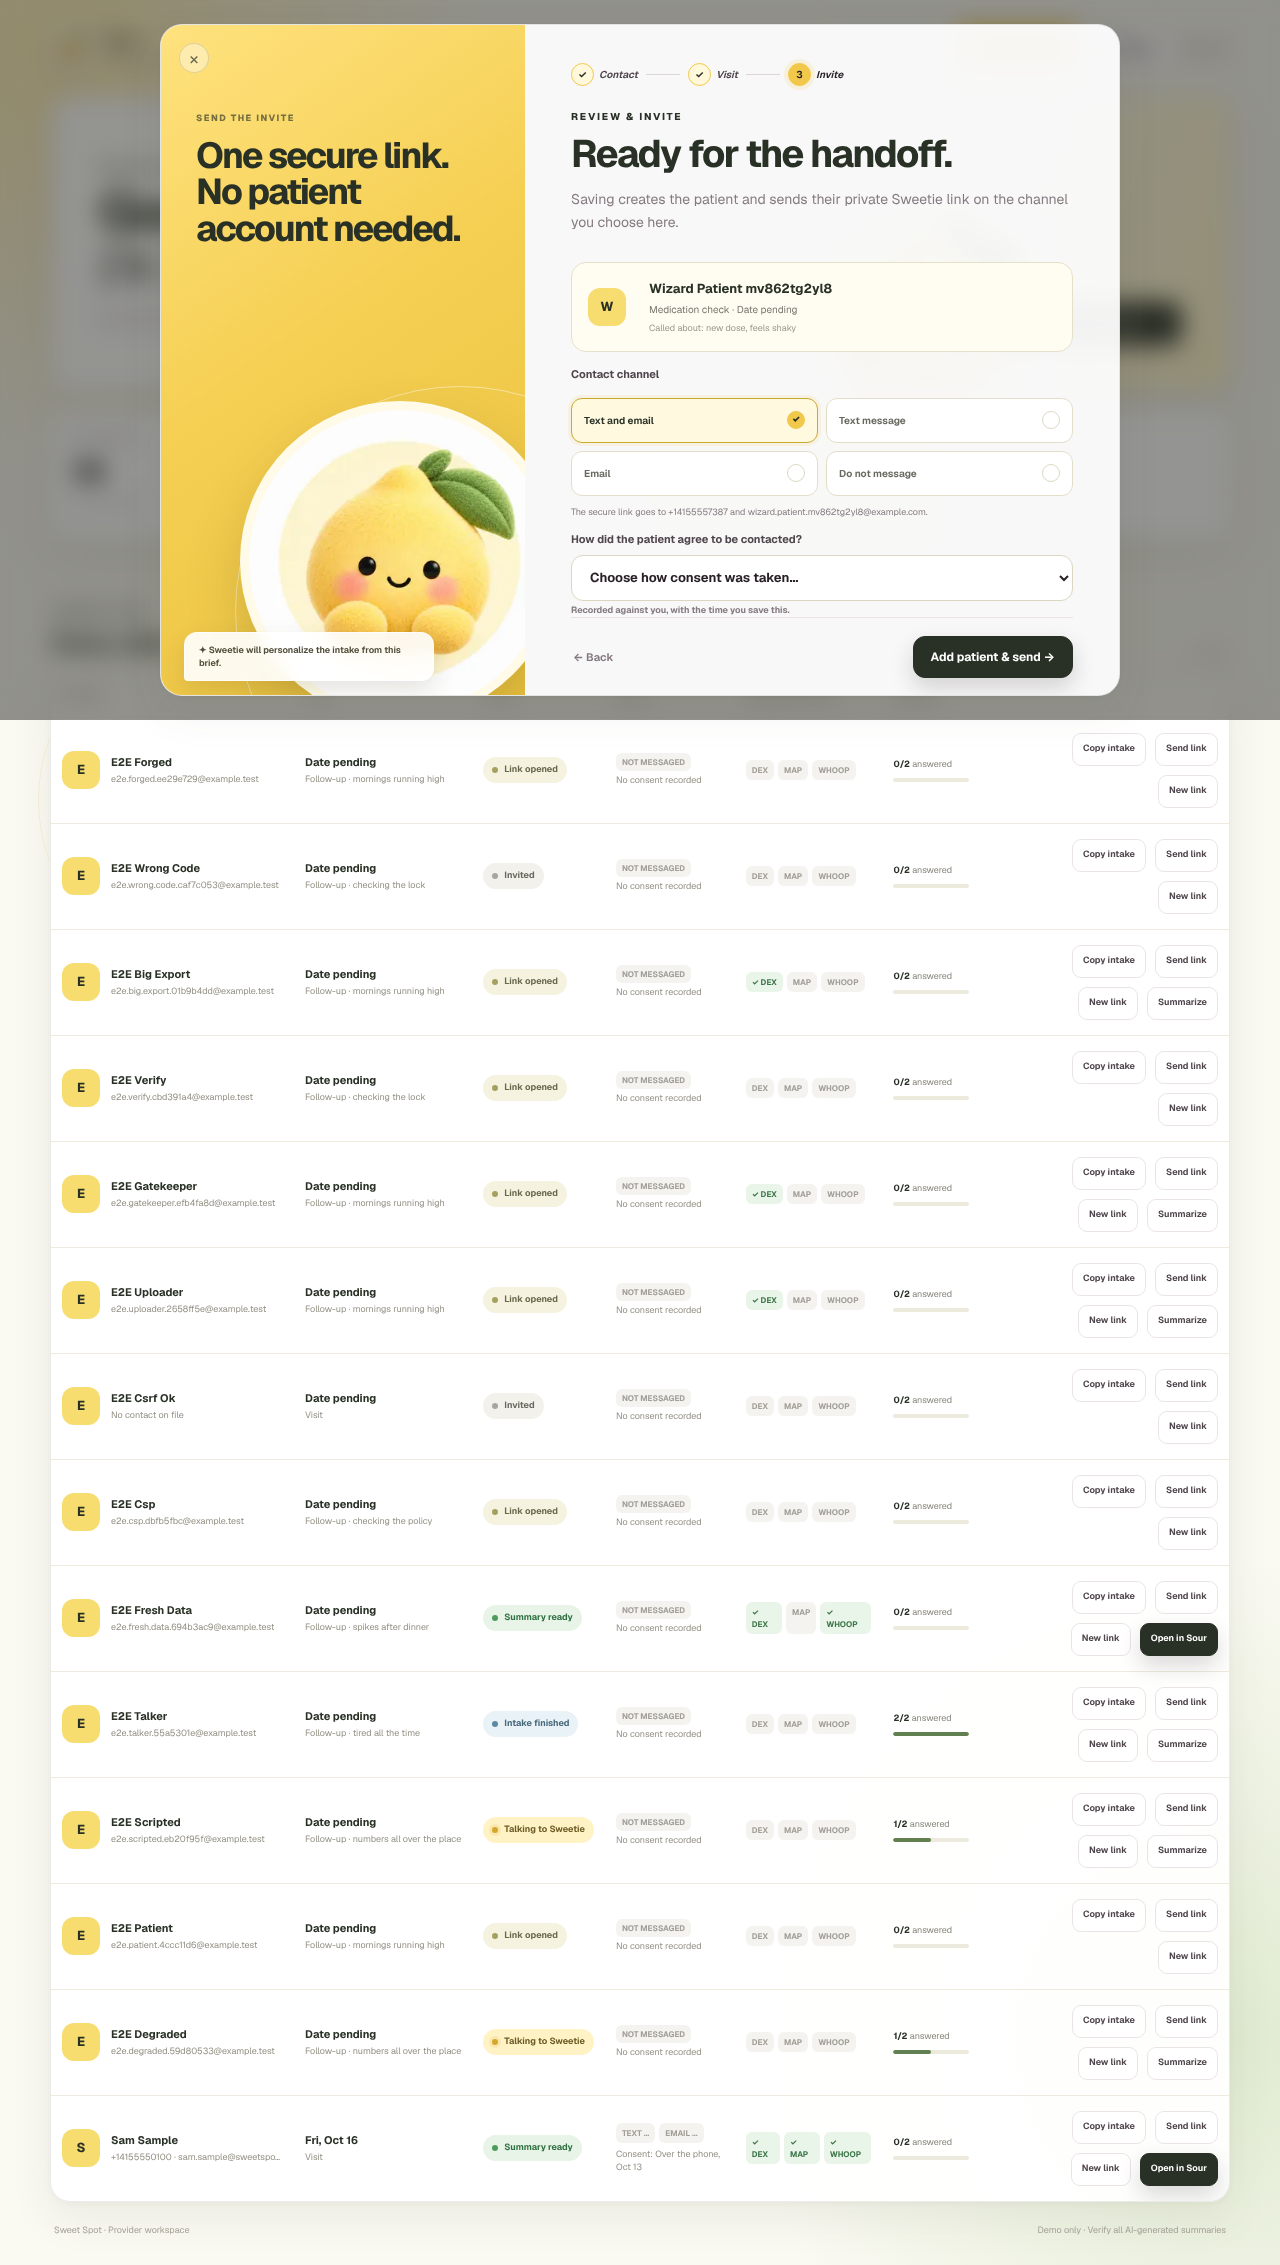 ×
SEND THE INVITE
One secure link.
No patient
account needed.
✦ Sweetie will personalize the intake from this
brief.
✓ Contact ✓ Visit 3 Invite
REVIEW & INVITE
Ready for the handoff.
Saving creates the patient and sends their private Sweetie link on the channel
you choose here.
W
Wizard Patient mv862tg2yl8
Medication check · Date pending
Called about: new dose, feels shaky
Contact channel
Text and email ✓
Text message
Email
Do not message
The secure link goes to +14155557387 and wizard.patient.mv862tg2yl8@example.com.
How did the patient agree to be contacted?
Choose how consent was taken...
Recorded against you, with the time you save this.
← Back
Add patient & send →
E E2E Forged Date pending Link opened NOT MESSAGED DEX MAP WHOOP 0/2 answered Copy intake Send link
e2e.forged.ee29e729@example.test Follow-up · mornings running high No consent recorded New link
E E2E Wrong Code Date pending Invited NOT MESSAGED DEX MAP WHOOP 0/2 answered Copy intake Send link
e2e.wrong.code.caf7c053@example.test Follow-up · checking the lock No consent recorded New link
E E2E Big Export Date pending Link opened NOT MESSAGED ✓ DEX MAP WHOOP 0/2 answered Copy intake Send link
e2e.big.export.01b9b4dd@example.test Follow-up · mornings running high No consent recorded New link Summarize
E E2E Verify Date pending Link opened NOT MESSAGED DEX MAP WHOOP 0/2 answered Copy intake Send link
e2e.verify.cbd391a4@example.test Follow-up · checking the lock No consent recorded New link
E E2E Gatekeeper Date pending Link opened NOT MESSAGED ✓ DEX MAP WHOOP 0/2 answered Copy intake Send link
e2e.gatekeeper.efb4fa8d@example.test Follow-up · mornings running high No consent recorded New link Summarize
E E2E Uploader Date pending Link opened NOT MESSAGED ✓ DEX MAP WHOOP 0/2 answered Copy intake Send link
e2e.uploader.2658ff5e@example.test Follow-up · mornings running high No consent recorded New link Summarize
E E2E Csrf Ok Date pending Invited NOT MESSAGED DEX MAP WHOOP 0/2 answered Copy intake Send link
No contact on file Visit No consent recorded New link
E E2E Csp Date pending Link opened NOT MESSAGED DEX MAP WHOOP 0/2 answered Copy intake Send link
e2e.csp.dbfb5fbc@example.test Follow-up · checking the policy No consent recorded New link
E E2E Fresh Data Date pending Summary ready NOT MESSAGED ✓ DEX MAP ✓ WHOOP 0/2 answered Copy intake Send link
e2e.fresh.data.694b3ac9@example.test Follow-up · spikes after dinner No consent recorded New link Open in Sour
E E2E Talker Date pending Intake finished NOT MESSAGED DEX MAP WHOOP 2/2 answered Copy intake Send link
e2e.talker.55a5301e@example.test Follow-up · tired all the time No consent recorded New link Summarize
E E2E Scripted Date pending Talking to Sweetie NOT MESSAGED DEX MAP WHOOP 1/2 answered Copy intake Send link
e2e.scripted.eb20f95f@example.test Follow-up · numbers all over the place No consent recorded New link Summarize
E E2E Patient Date pending Link opened NOT MESSAGED DEX MAP WHOOP 0/2 answered Copy intake Send link
e2e.patient.4ccc11d6@example.test Follow-up · mornings running high No consent recorded New link
E E2E Degraded Date pending Talking to Sweetie NOT MESSAGED DEX MAP WHOOP 1/2 answered Copy intake Send link
e2e.degraded.59d80533@example.test Follow-up · numbers all over the place No consent recorded New link Summarize
S Sam Sample Fri, Oct 16 Summary ready TEXT ... EMAIL ... ✓ DEX ✓ MAP ✓ WHOOP 0/2 answered Copy intake Send link
+14155550100 · sam.sample@sweetspo... Visit Consent: Over the phone, New link Open in Sour
Oct 13
Sweet Spot · Provider workspace
Demo only · Verify all AI-generated summaries